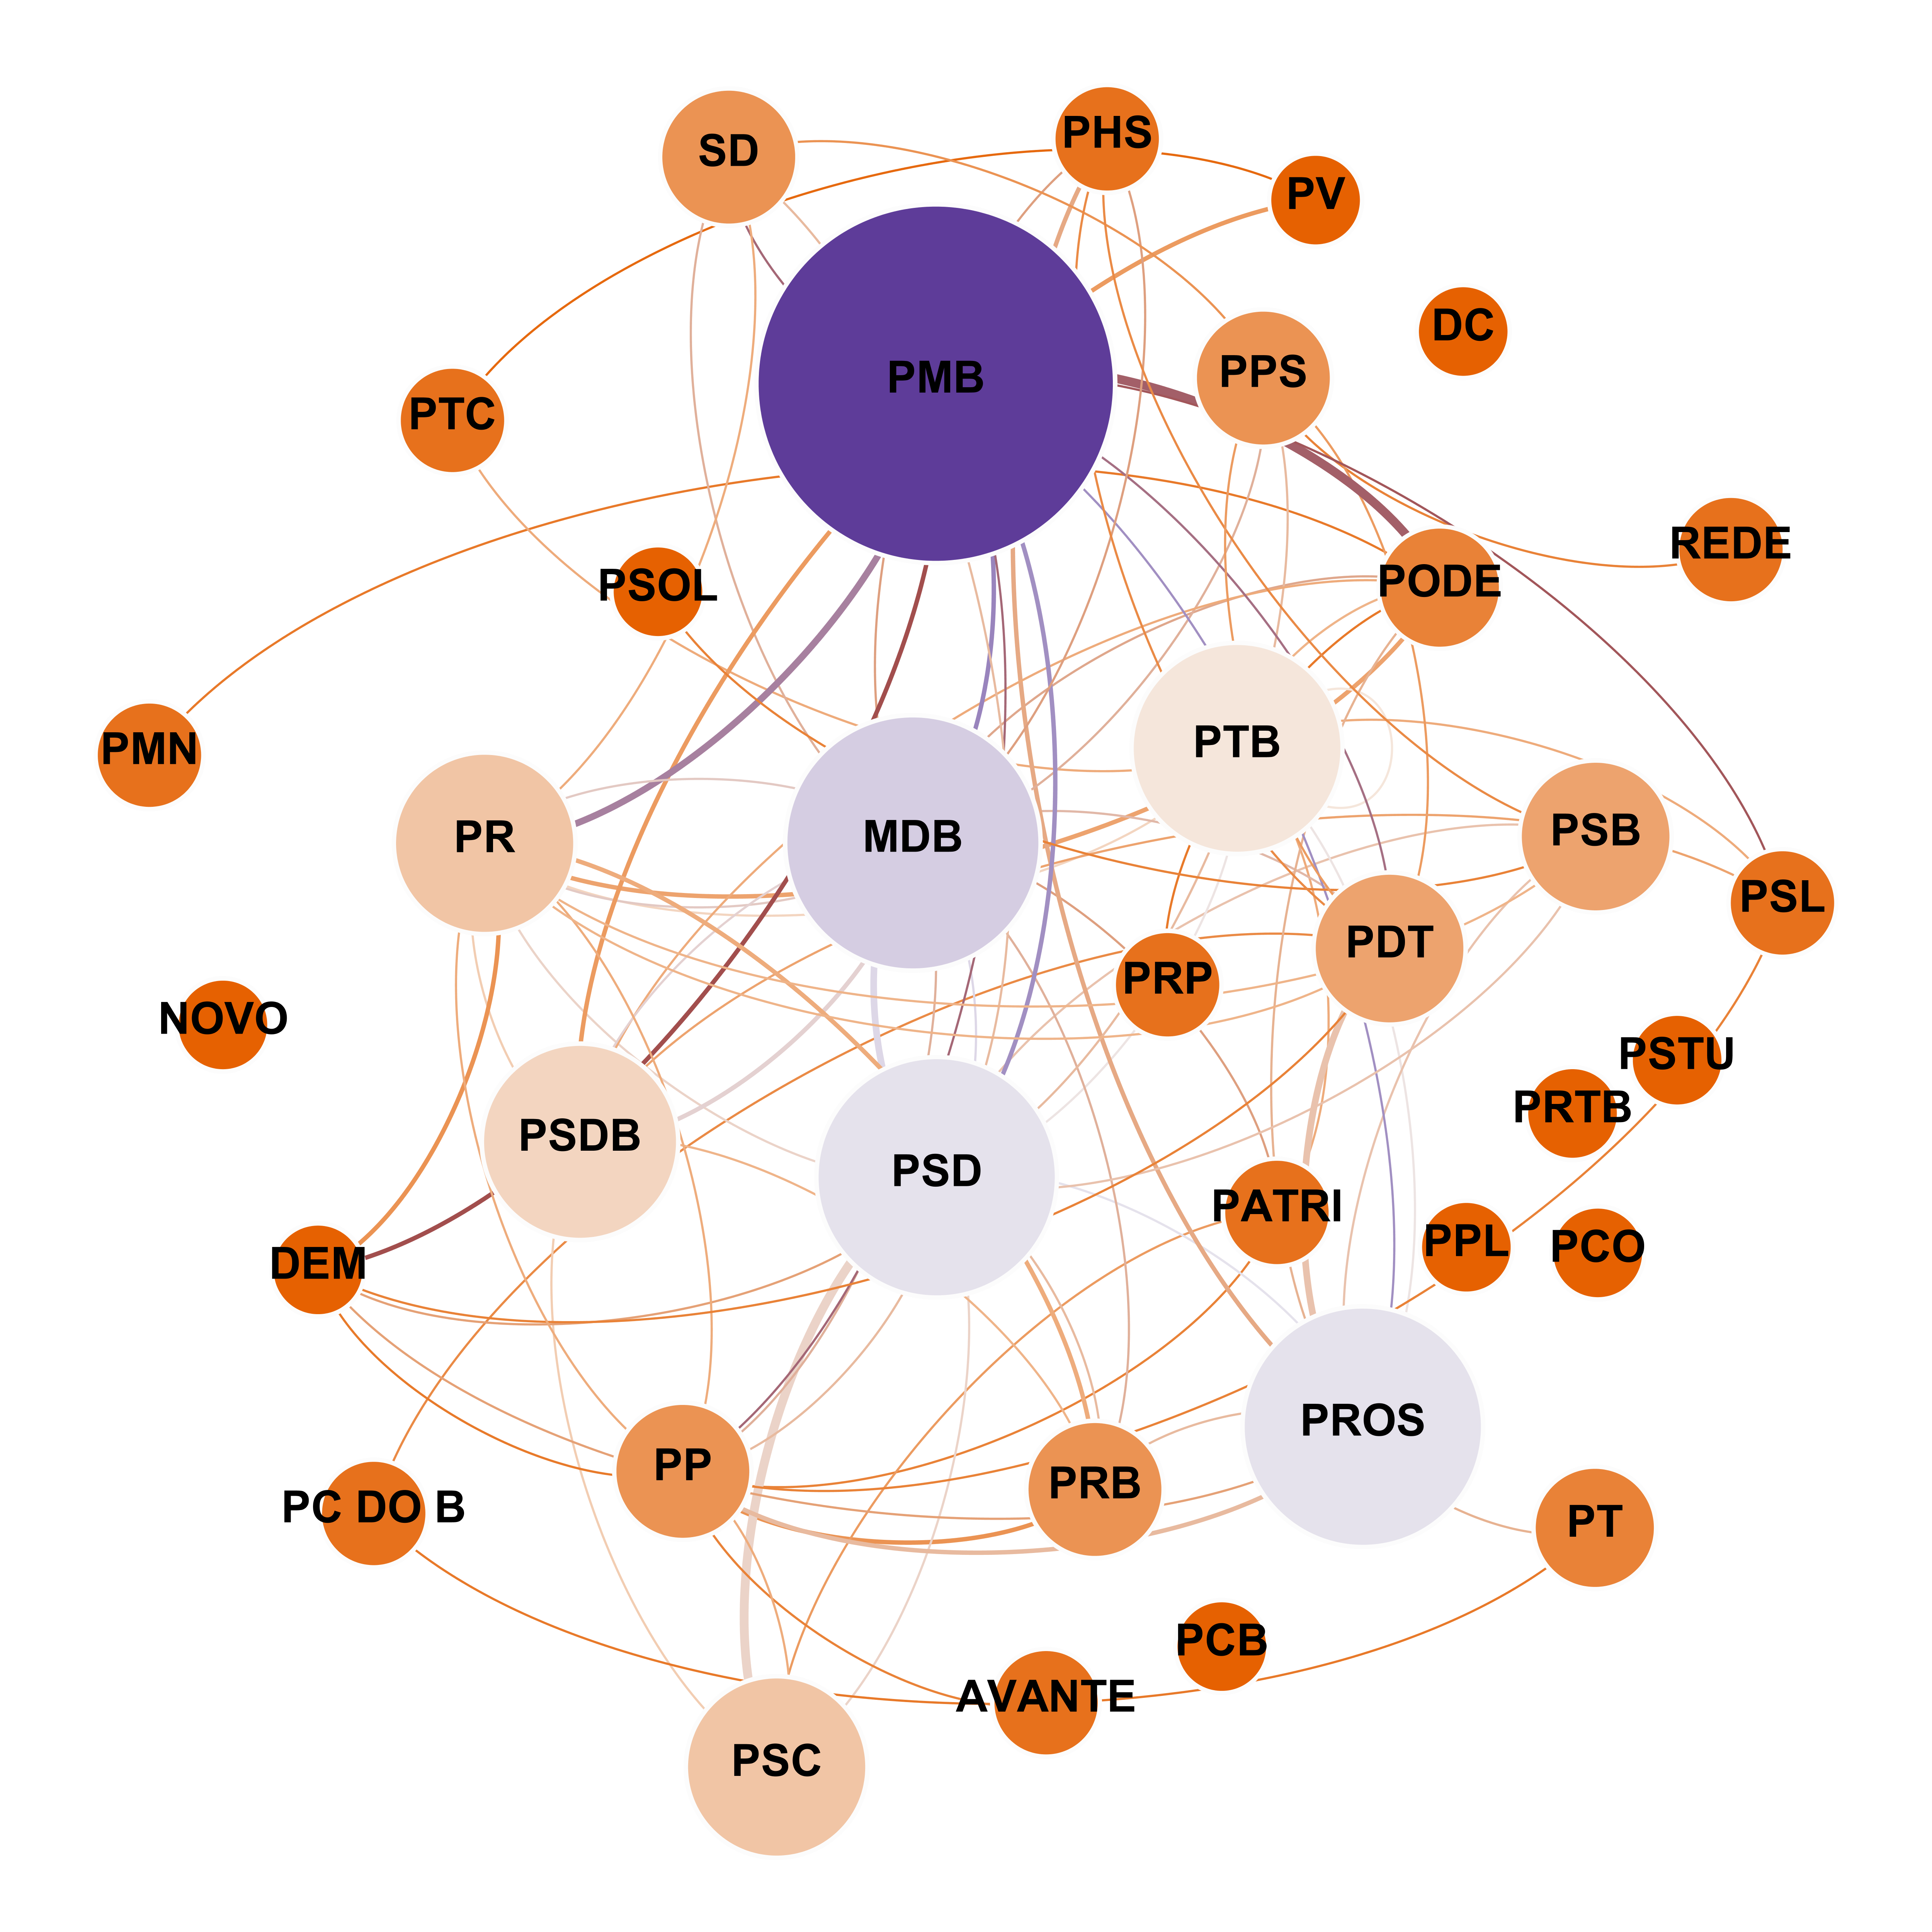 SD
PHS
PV
DC
PMB
PPS
PTC
REDE
PODE
PSOL
PMN
PTB
PR
MDB
PSB
PSL
PDT
PRP
NOVO
PSTU
PRTB
PSDB
PSD
PATRI
PPL
PCO
DEM
PROS
PP
PRB
PC DO B
PT
PCB
AVANTE
PSC